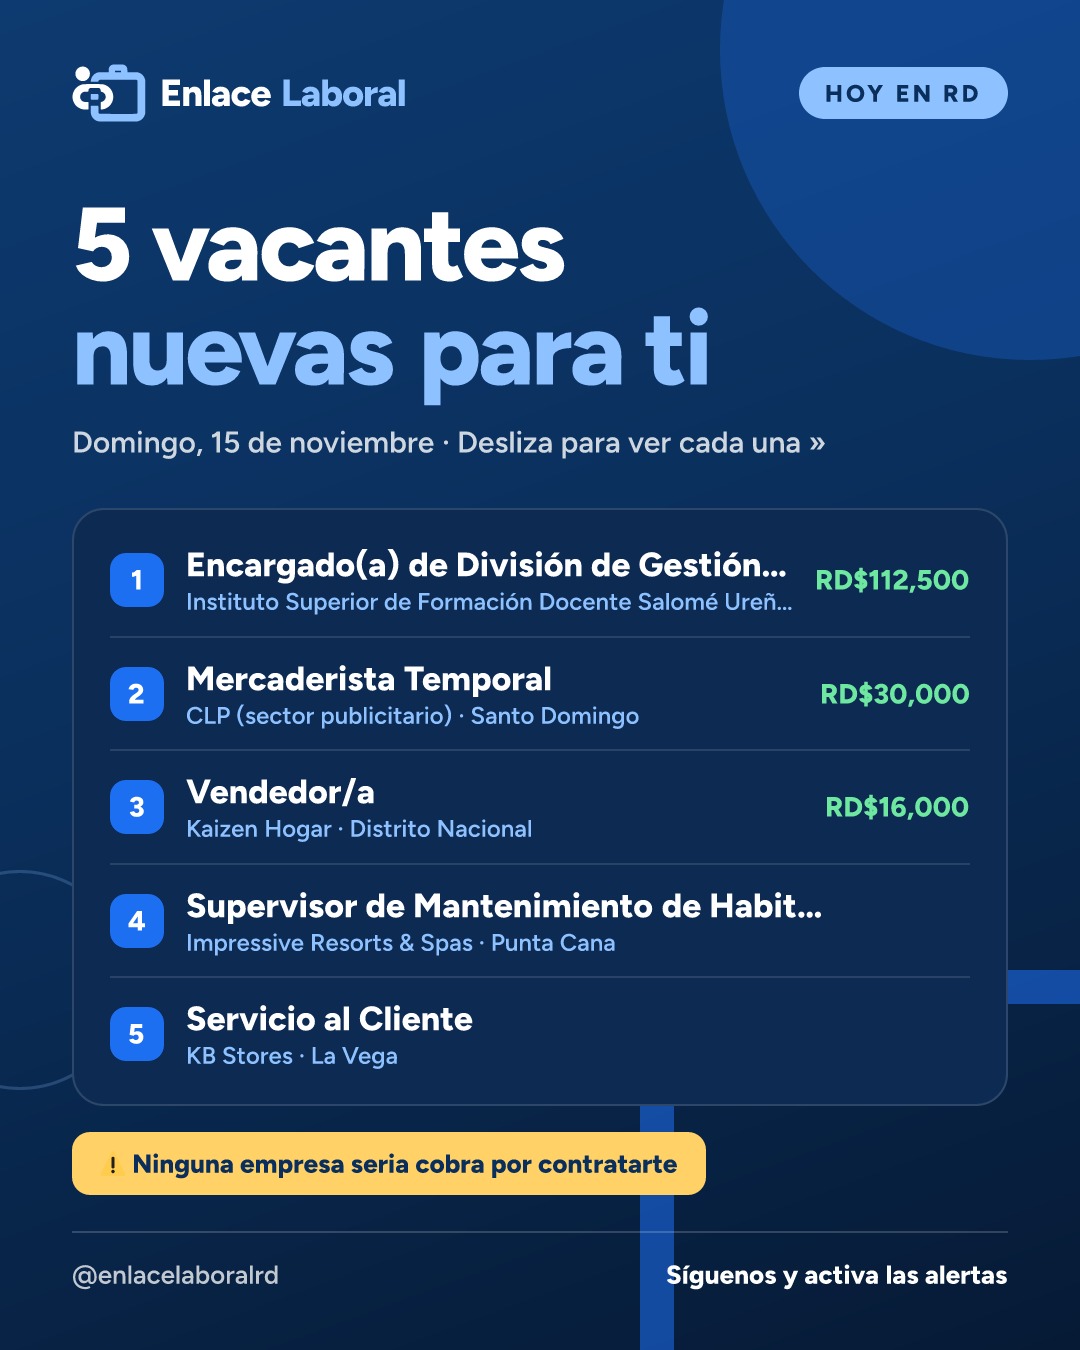 Enlace Laboral
HOY EN RD
5 vacantes
nuevas para ti
Domingo, 15 de noviembre · Desliza para ver cada una »
1
Encargado(a) de División de Gestión...
RD$112,500
Instituto Superior de Formación Docente Salomé Ureñ...
2
Mercaderista Temporal
RD$30,000
CLP (sector publicitario) · Santo Domingo
3
Vendedor/a
RD$16,000
Kaizen Hogar · Distrito Nacional
4
Supervisor de Mantenimiento de Habit...
Impressive Resorts & Spas · Punta Cana
5
Servicio al Cliente
KB Stores · La Vega
⚠ Ninguna empresa seria cobra por contratarte
@enlacelaboralrd
Síguenos y activa las alertas